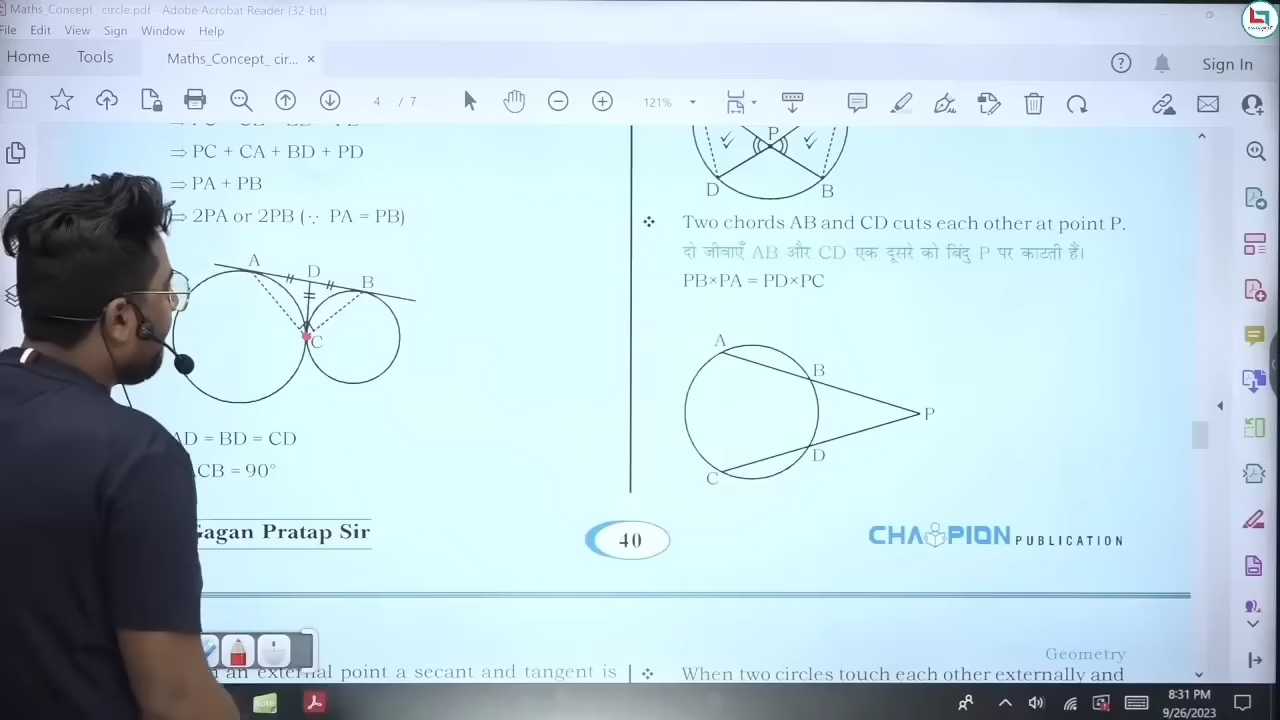 Maths_Concept_ circle.pdf - Adobe Acrobat Reader (32-bit)
File Edit View Sign Window Help
Home Tools Maths_Concept_ cir... × Sign In
4 / 7 121%
⇒ PC + CA + BD + PD
⇒ PA + PB
⇒ 2PA or 2PB (∵ PA = PB)
A
D
B
C
AD = BD = CD
ACB = 90°
P
D B
❖ Two chords AB and CD cuts each other at point P.
दो जीवाएँ AB और CD एक दूसरे को बिंदु P पर काटती हैं।
PB×PA = PD×PC
A
B
P
D
C
Gagan Pratap Sir
40
CHAMPION PUBLICATION
Geometry
an external point a secant and tangent is
❖ When two circles touch each other externally and
8:31 PM
9/26/2023